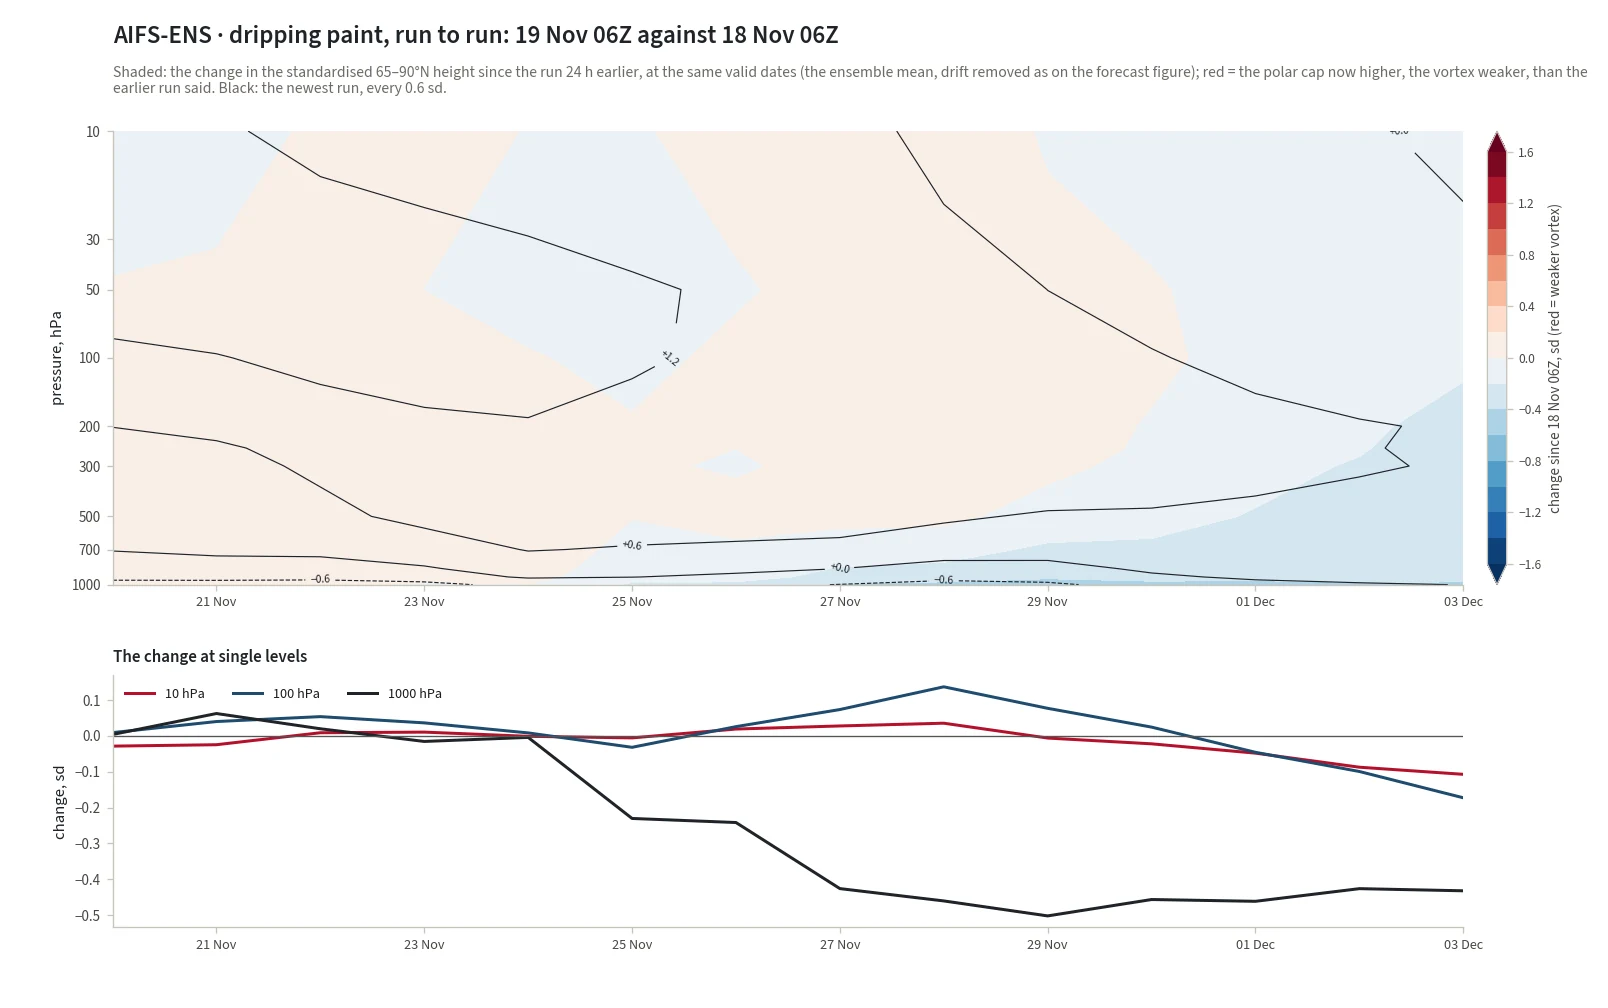 AIFS-ENS · dripping paint, run to run: 19 Nov 06Z against 18 Nov 06Z
Shaded: the change in the standardised 65–90°N height since the run 24 h earlier, at the same valid dates (the ensemble mean, drift removed as on the forecast figure); red = the polar cap now higher, the vortex weaker, than the
earlier run said. Black: the newest run, every 0.6 sd.
pressure, hPa
10
30
50
100
200
300
500
700
1000
+1.2
+0.6
+0.0
−0.6
−0.6
21 Nov
23 Nov
25 Nov
27 Nov
29 Nov
01 Dec
03 Dec
1.6
1.2
0.8
0.4
0.0
−0.4
−0.8
−1.2
−1.6
change since 18 Nov 06Z, sd (red = weaker vortex)
The change at single levels
10 hPa
100 hPa
1000 hPa
change, sd
0.1
0.0
−0.1
−0.2
−0.3
−0.4
−0.5
21 Nov
23 Nov
25 Nov
27 Nov
29 Nov
01 Dec
03 Dec